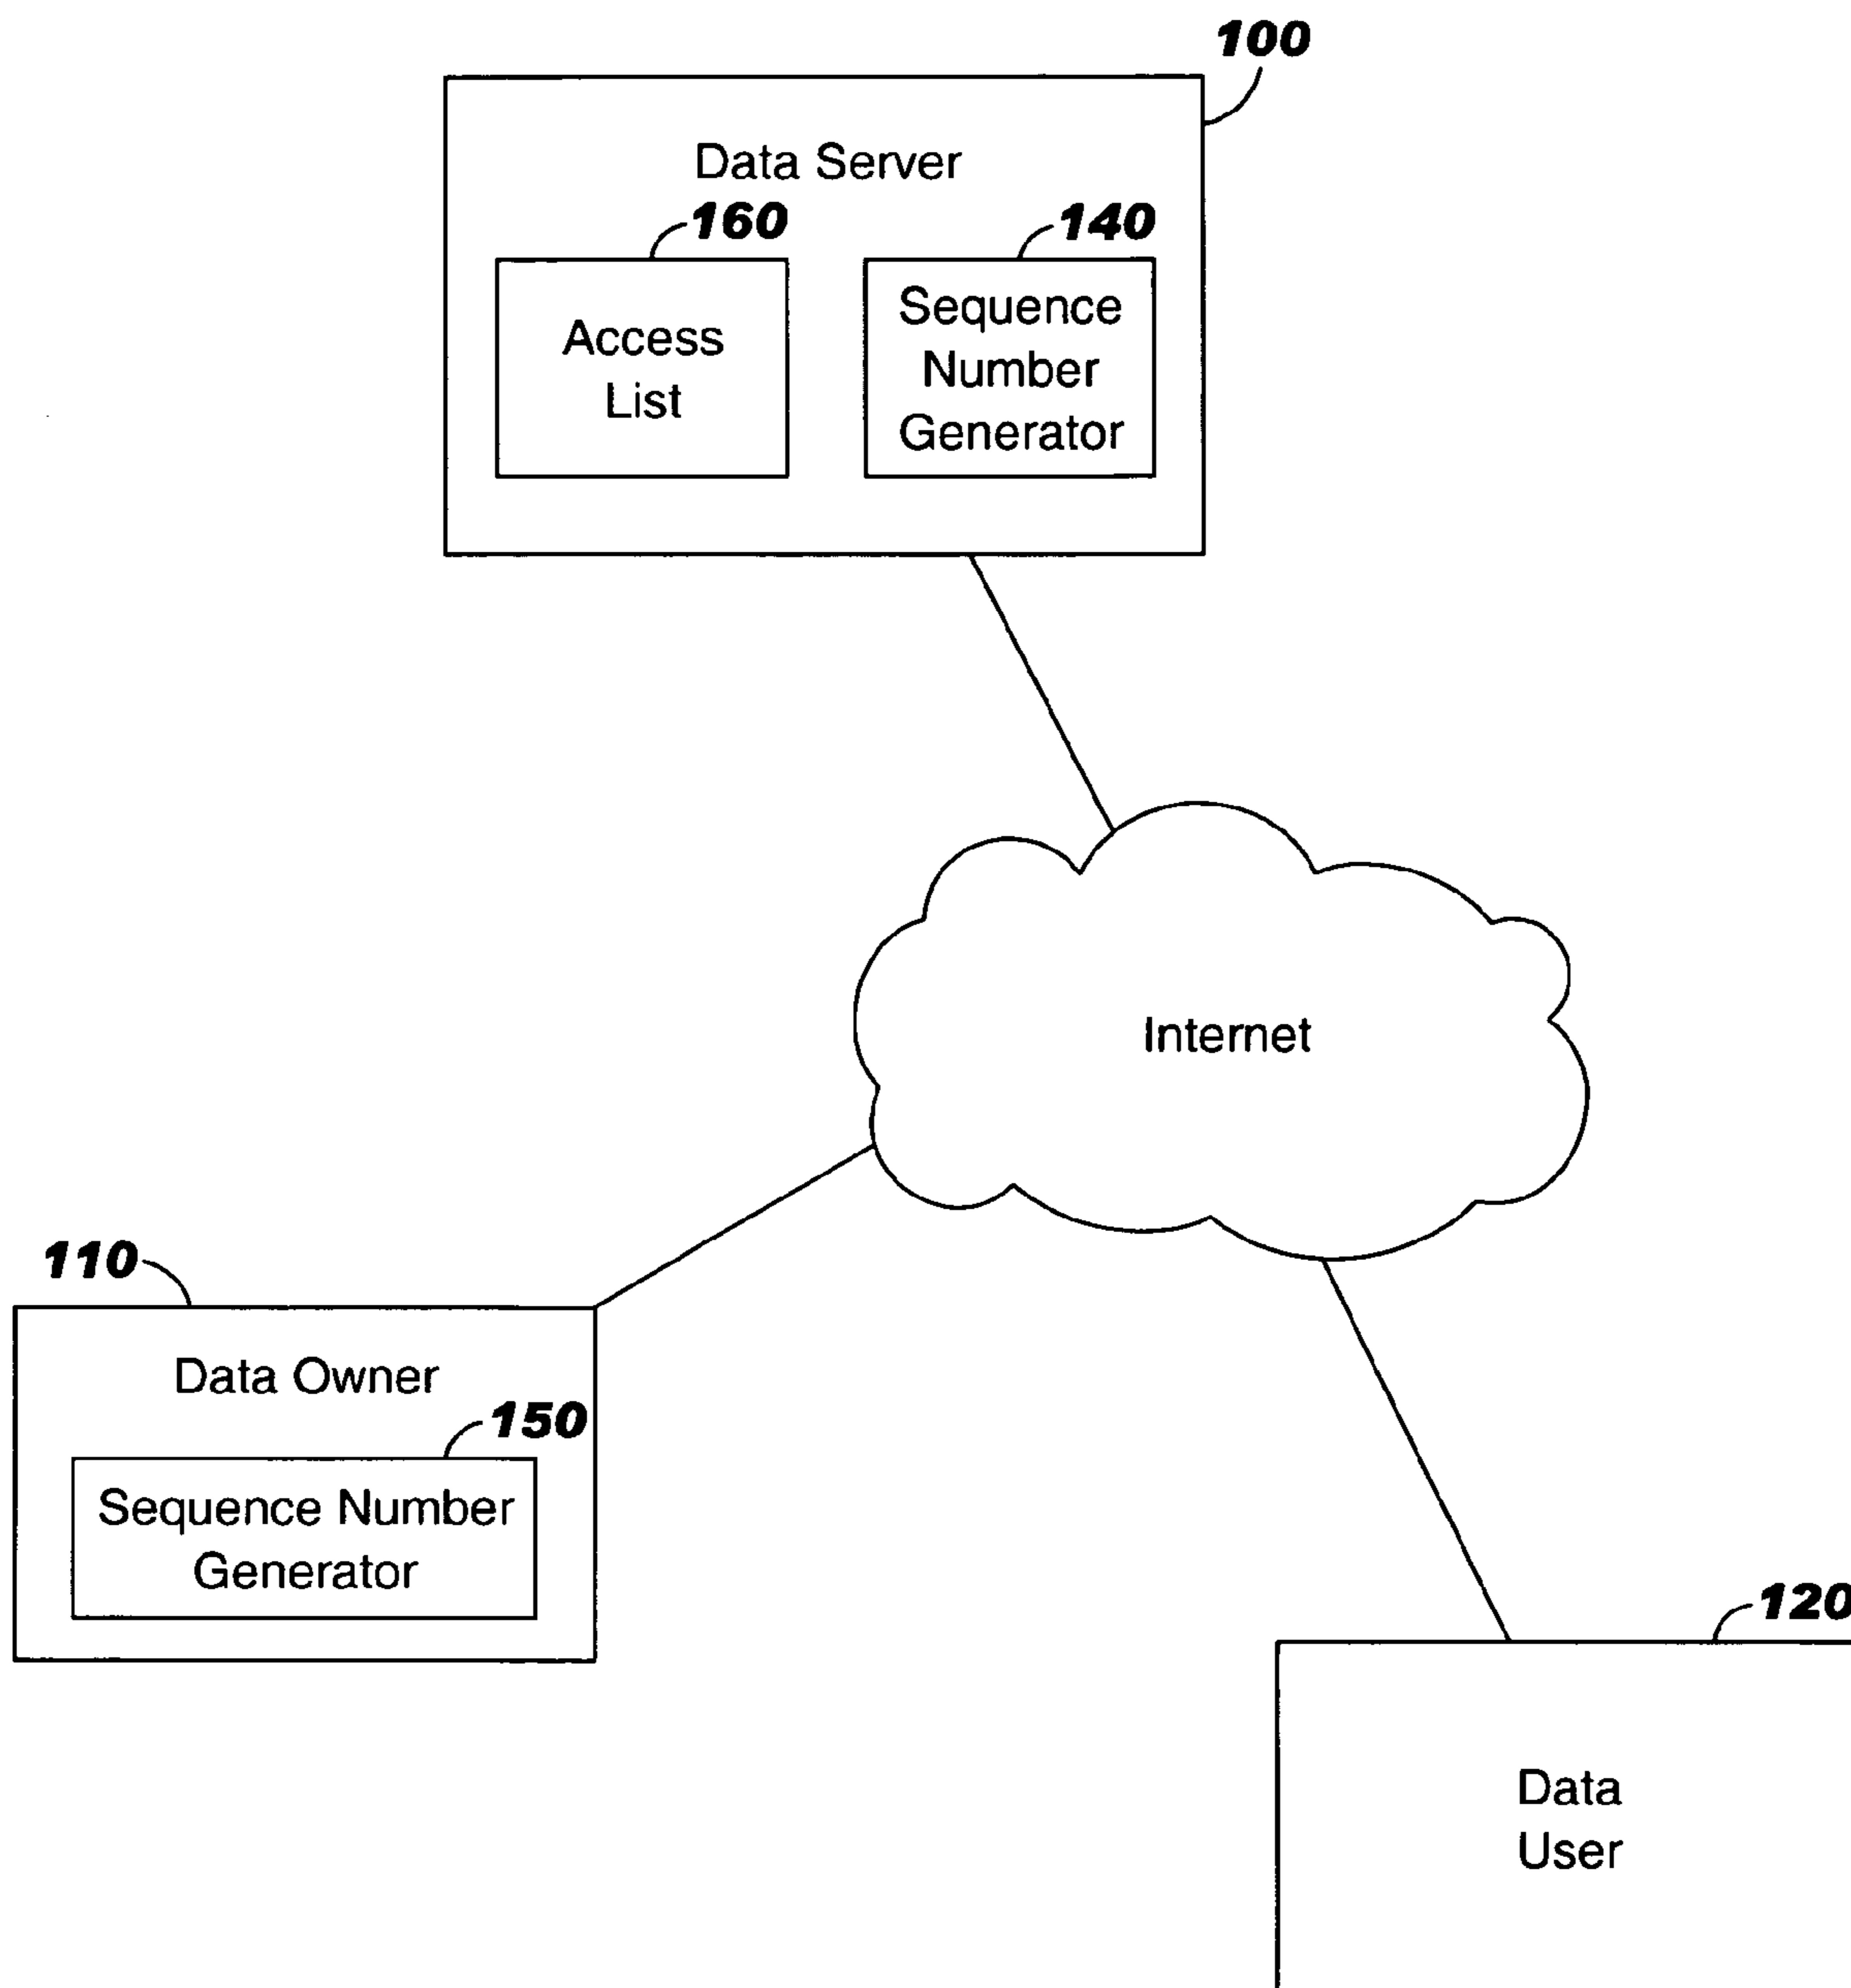 100
Data Server
160
140
Access
List
Sequence
Number
Generator
Internet
110
Data Owner
150
Sequence Number
Generator
120
Data
User